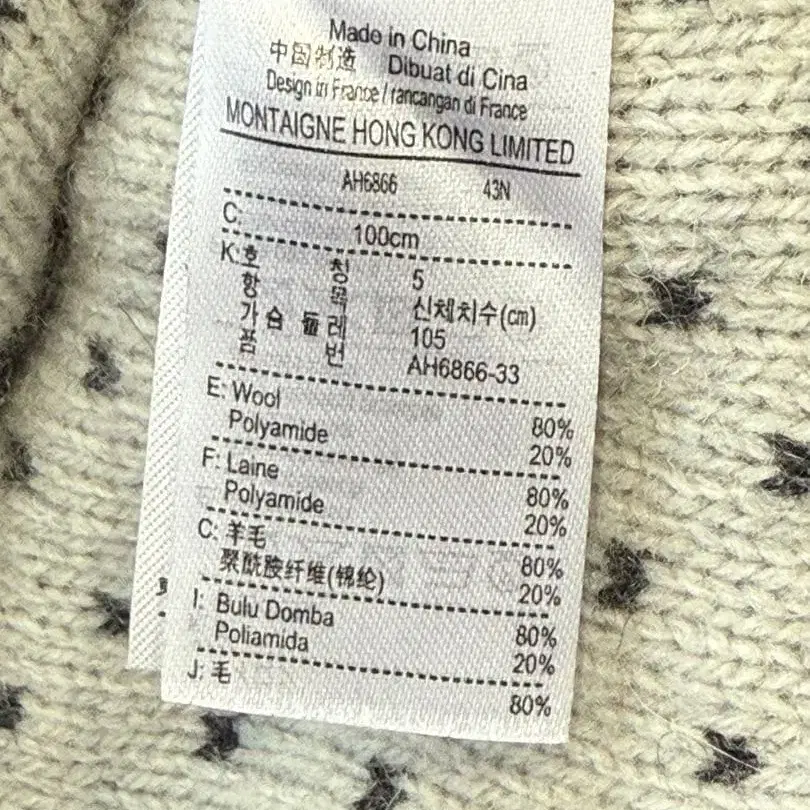 Made in China
中国制造 Dibuat di Cina
Design in France / rancangan di France
MONTAIGNE HONG KONG LIMITED
AH6866 43N
C:
100cm
K:호 칭 5
항 목 신체치수(cm)
가 슴 둘 레 105
품 번 AH6866-33
E: Wool 80%
Polyamide 20%
F: Laine 80%
Polyamide 20%
C: 羊毛 80%
聚酰胺纤维(锦纶) 20%
I: Bulu Domba 80%
Poliamida 20%
J: 毛 80%